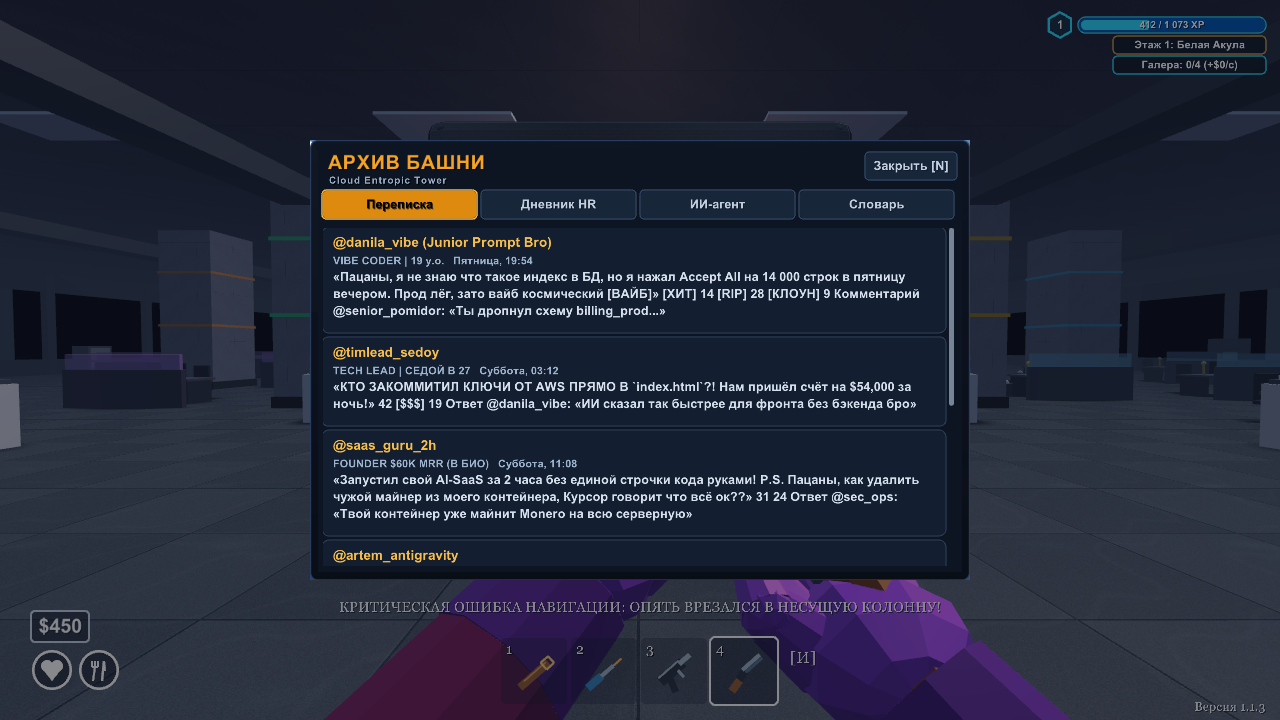 1
412 / 1 073 XP
Этаж 1: Белая Акула
Галера: 0/4 (+$0/с)
АРХИВ БАШНИ
Cloud Entropic Tower
Закрыть [N]
Переписка
Дневник HR
ИИ-агент
Словарь
@danila_vibe (Junior Prompt Bro)
VIBE CODER | 19 y.o. Пятница, 19:54
«Пацаны, я не знаю что такое индекс в БД, но я нажал Accept All на 14 000 строк в пятницу
вечером. Прод лёг, зато вайб космический [ВАЙБ]» [ХИТ] 14 [RIP] 28 [КЛОУН] 9 Комментарий
@senior_pomidor: «Ты дропнул схему billing_prod...»
@timlead_sedoy
TECH LEAD | СЕДОЙ В 27 Суббота, 03:12
«КТО ЗАКОММИТИЛ КЛЮЧИ ОТ AWS ПРЯМО В `index.html`?! Нам пришёл счёт на $54,000 за
ночь!» 42 [$$$] 19 Ответ @danila_vibe: «ИИ сказал так быстрее для фронта без бэкенда бро»
@saas_guru_2h
FOUNDER $60K MRR (В БИО) Суббота, 11:08
«Запустил свой AI-SaaS за 2 часа без единой строчки кода руками! P.S. Пацаны, как удалить
чужой майнер из моего контейнера, Курсор говорит что всё ок??» 31 24 Ответ @sec_ops:
«Твой контейнер уже майнит Monero на всю серверную»
@artem_antigravity
КРИТИЧЕСКАЯ ОШИБКА НАВИГАЦИИ: ОПЯТЬ ВРЕЗАЛСЯ В НЕСУЩУЮ КОЛОННУ!
$450
1
2
3
4
[И]
Версия 1.1.3